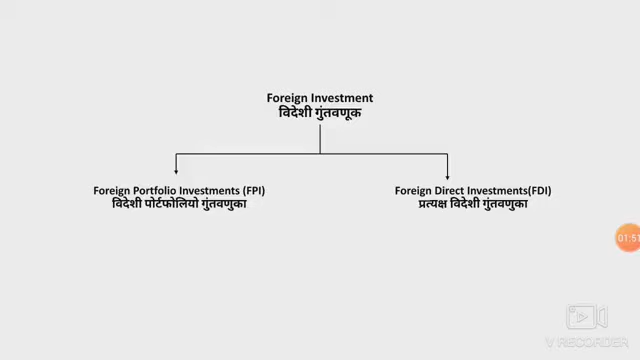 Foreign Investment
विदेशी गुंतवणूक
Foreign Portfolio Investments (FPI)
विदेशी पोर्टफोलियो गुंतवणुका
Foreign Direct Investments(FDI)
प्रत्यक्ष विदेशी गुंतवणुका
01:51
V RECORDER